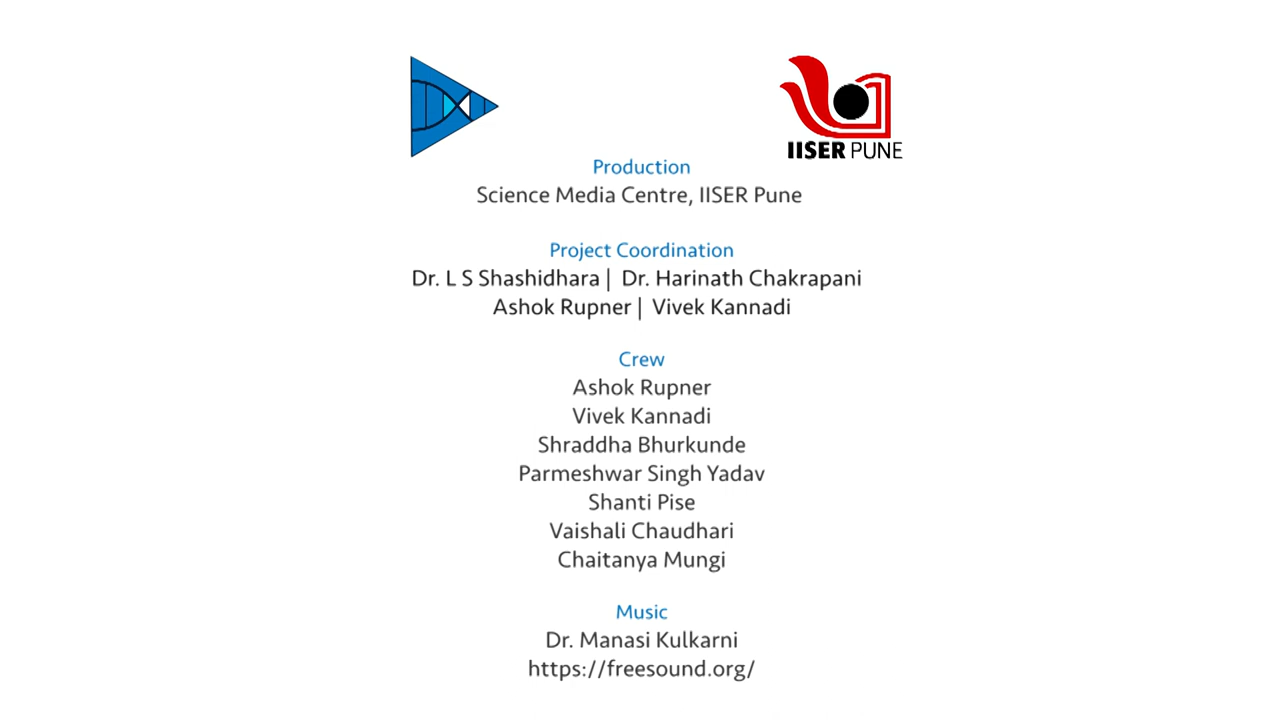 IISER PUNE
Production
Science Media Centre, IISER Pune
Project Coordination
Dr. L S Shashidhara | Dr. Harinath Chakrapani
Ashok Rupner | Vivek Kannadi
Crew
Ashok Rupner
Vivek Kannadi
Shraddha Bhurkunde
Parmeshwar Singh Yadav
Shanti Pise
Vaishali Chaudhari
Chaitanya Mungi
Music
Dr. Manasi Kulkarni
https://freesound.org/